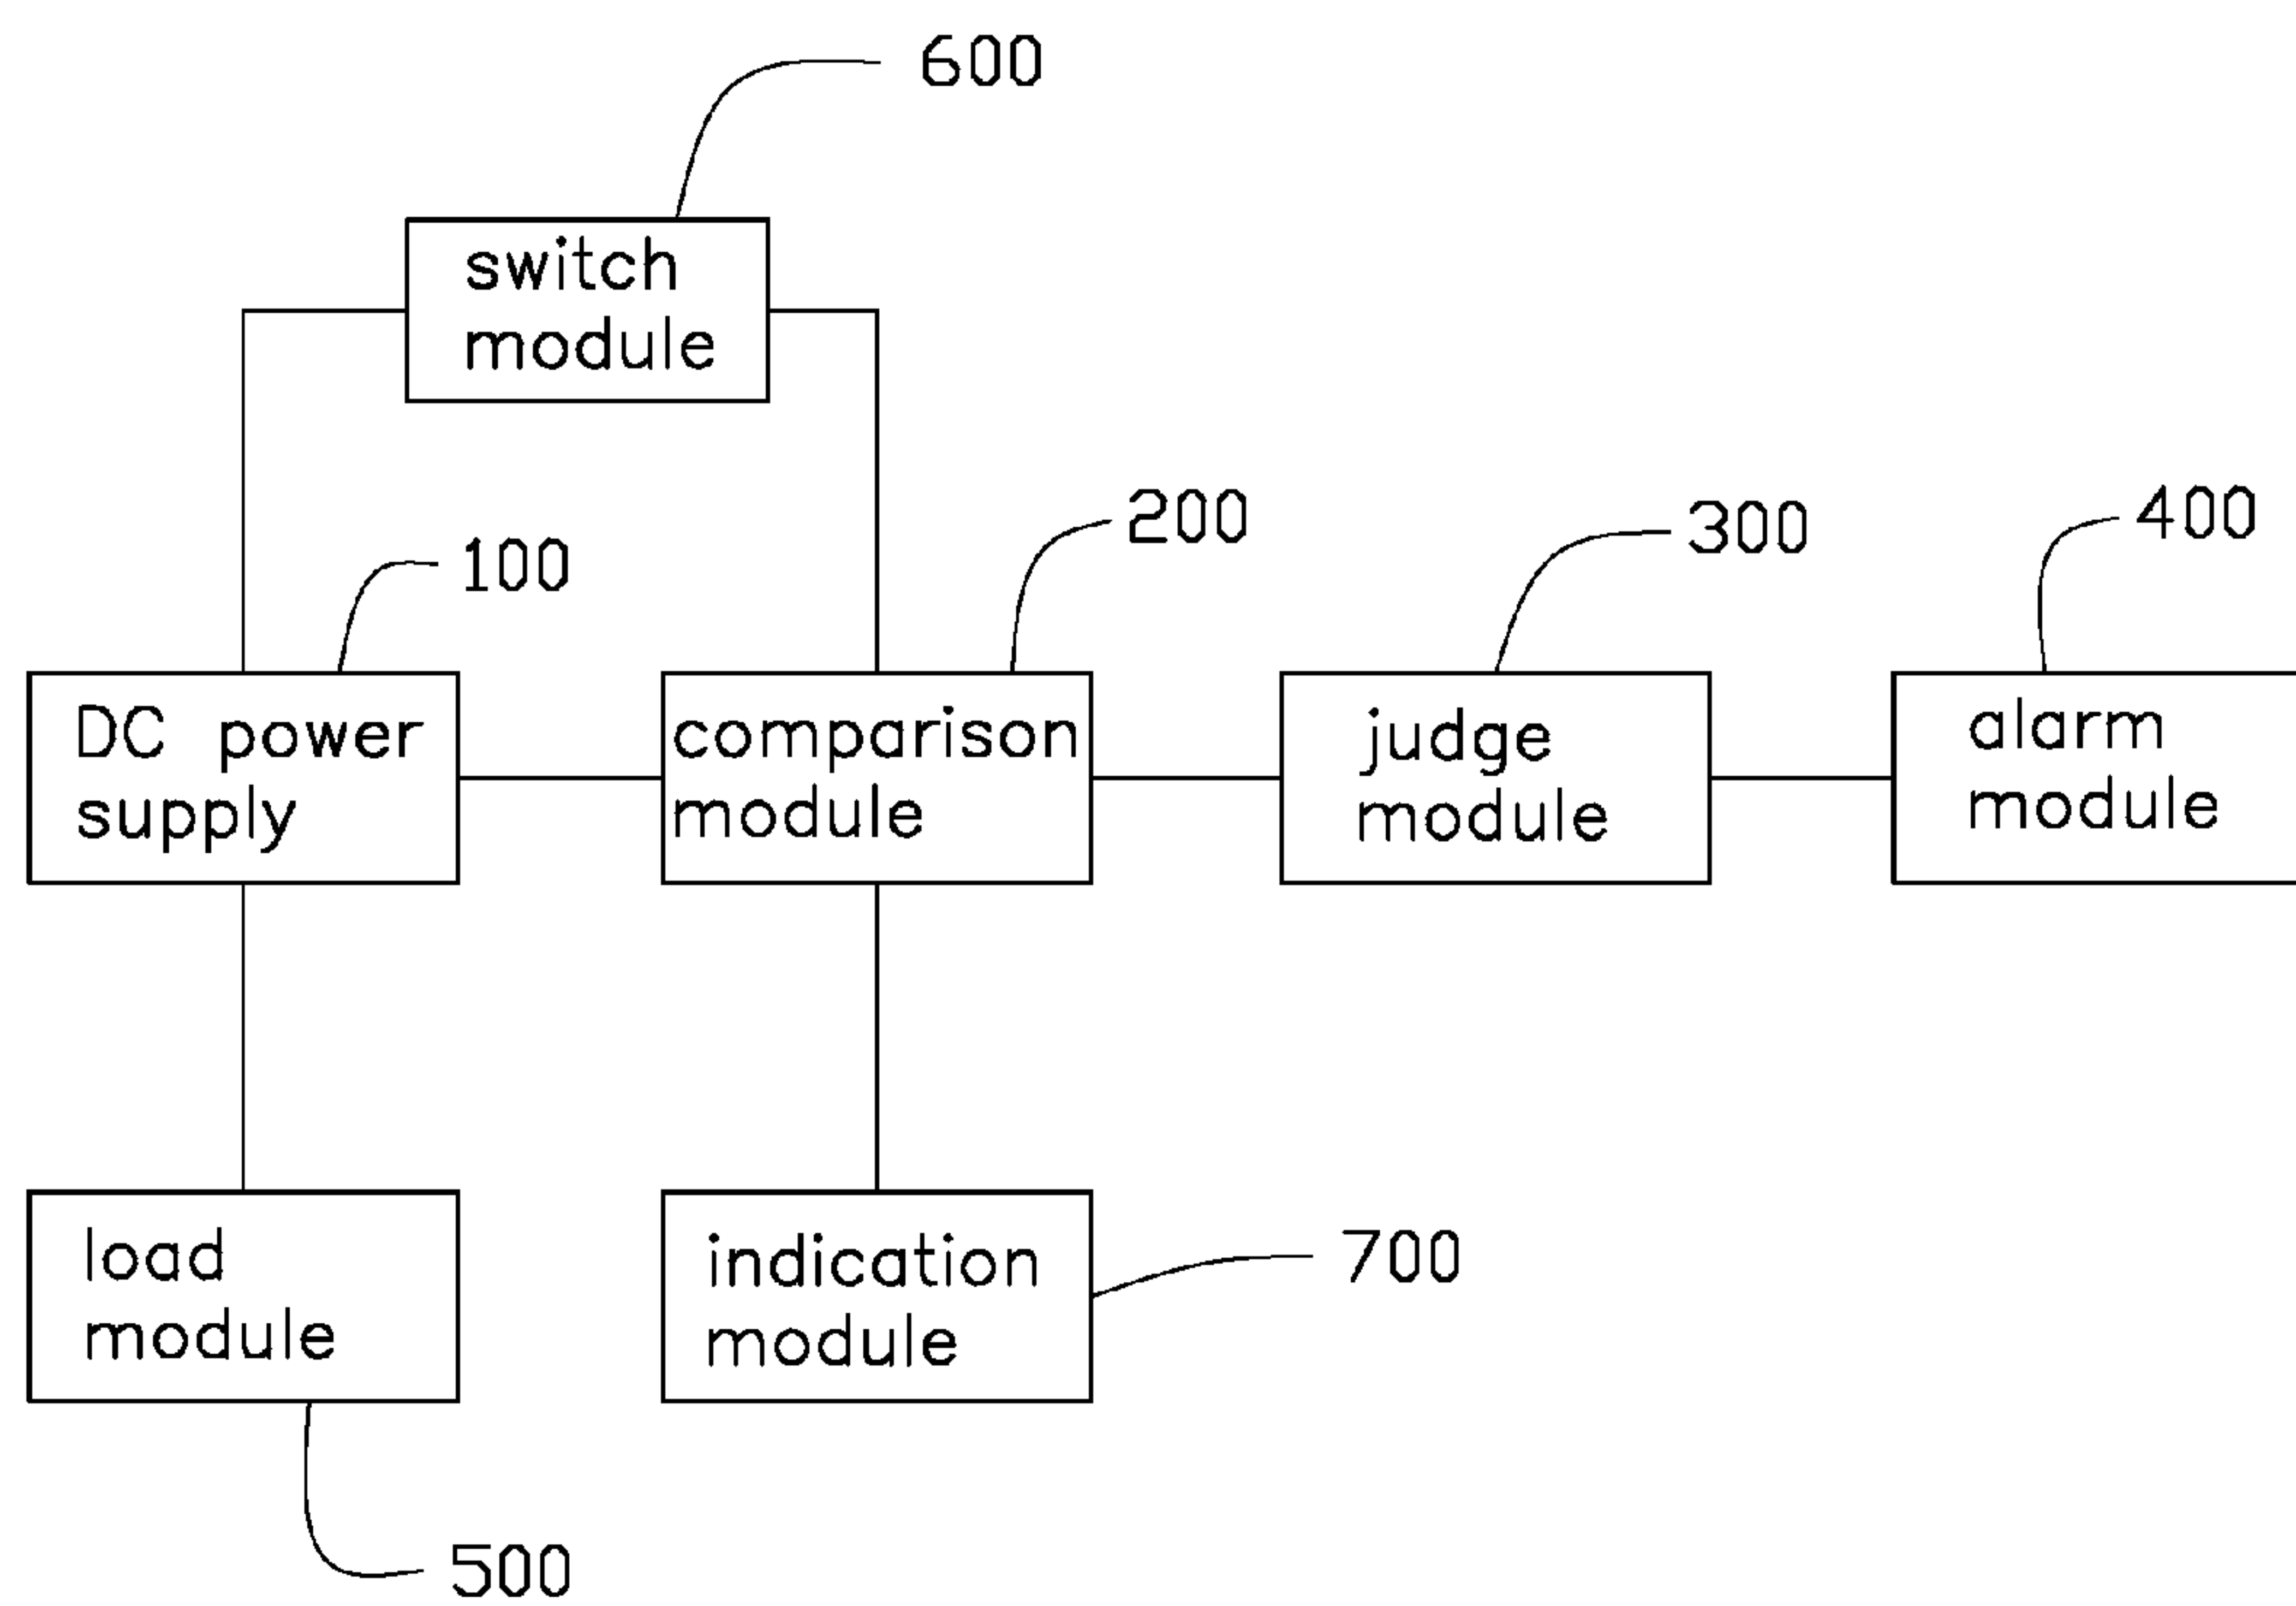 600
switch
module
100
200
300
400
DC power
supply
comparison
module
judge
module
alarm
module
load
module
indication
module
700
500